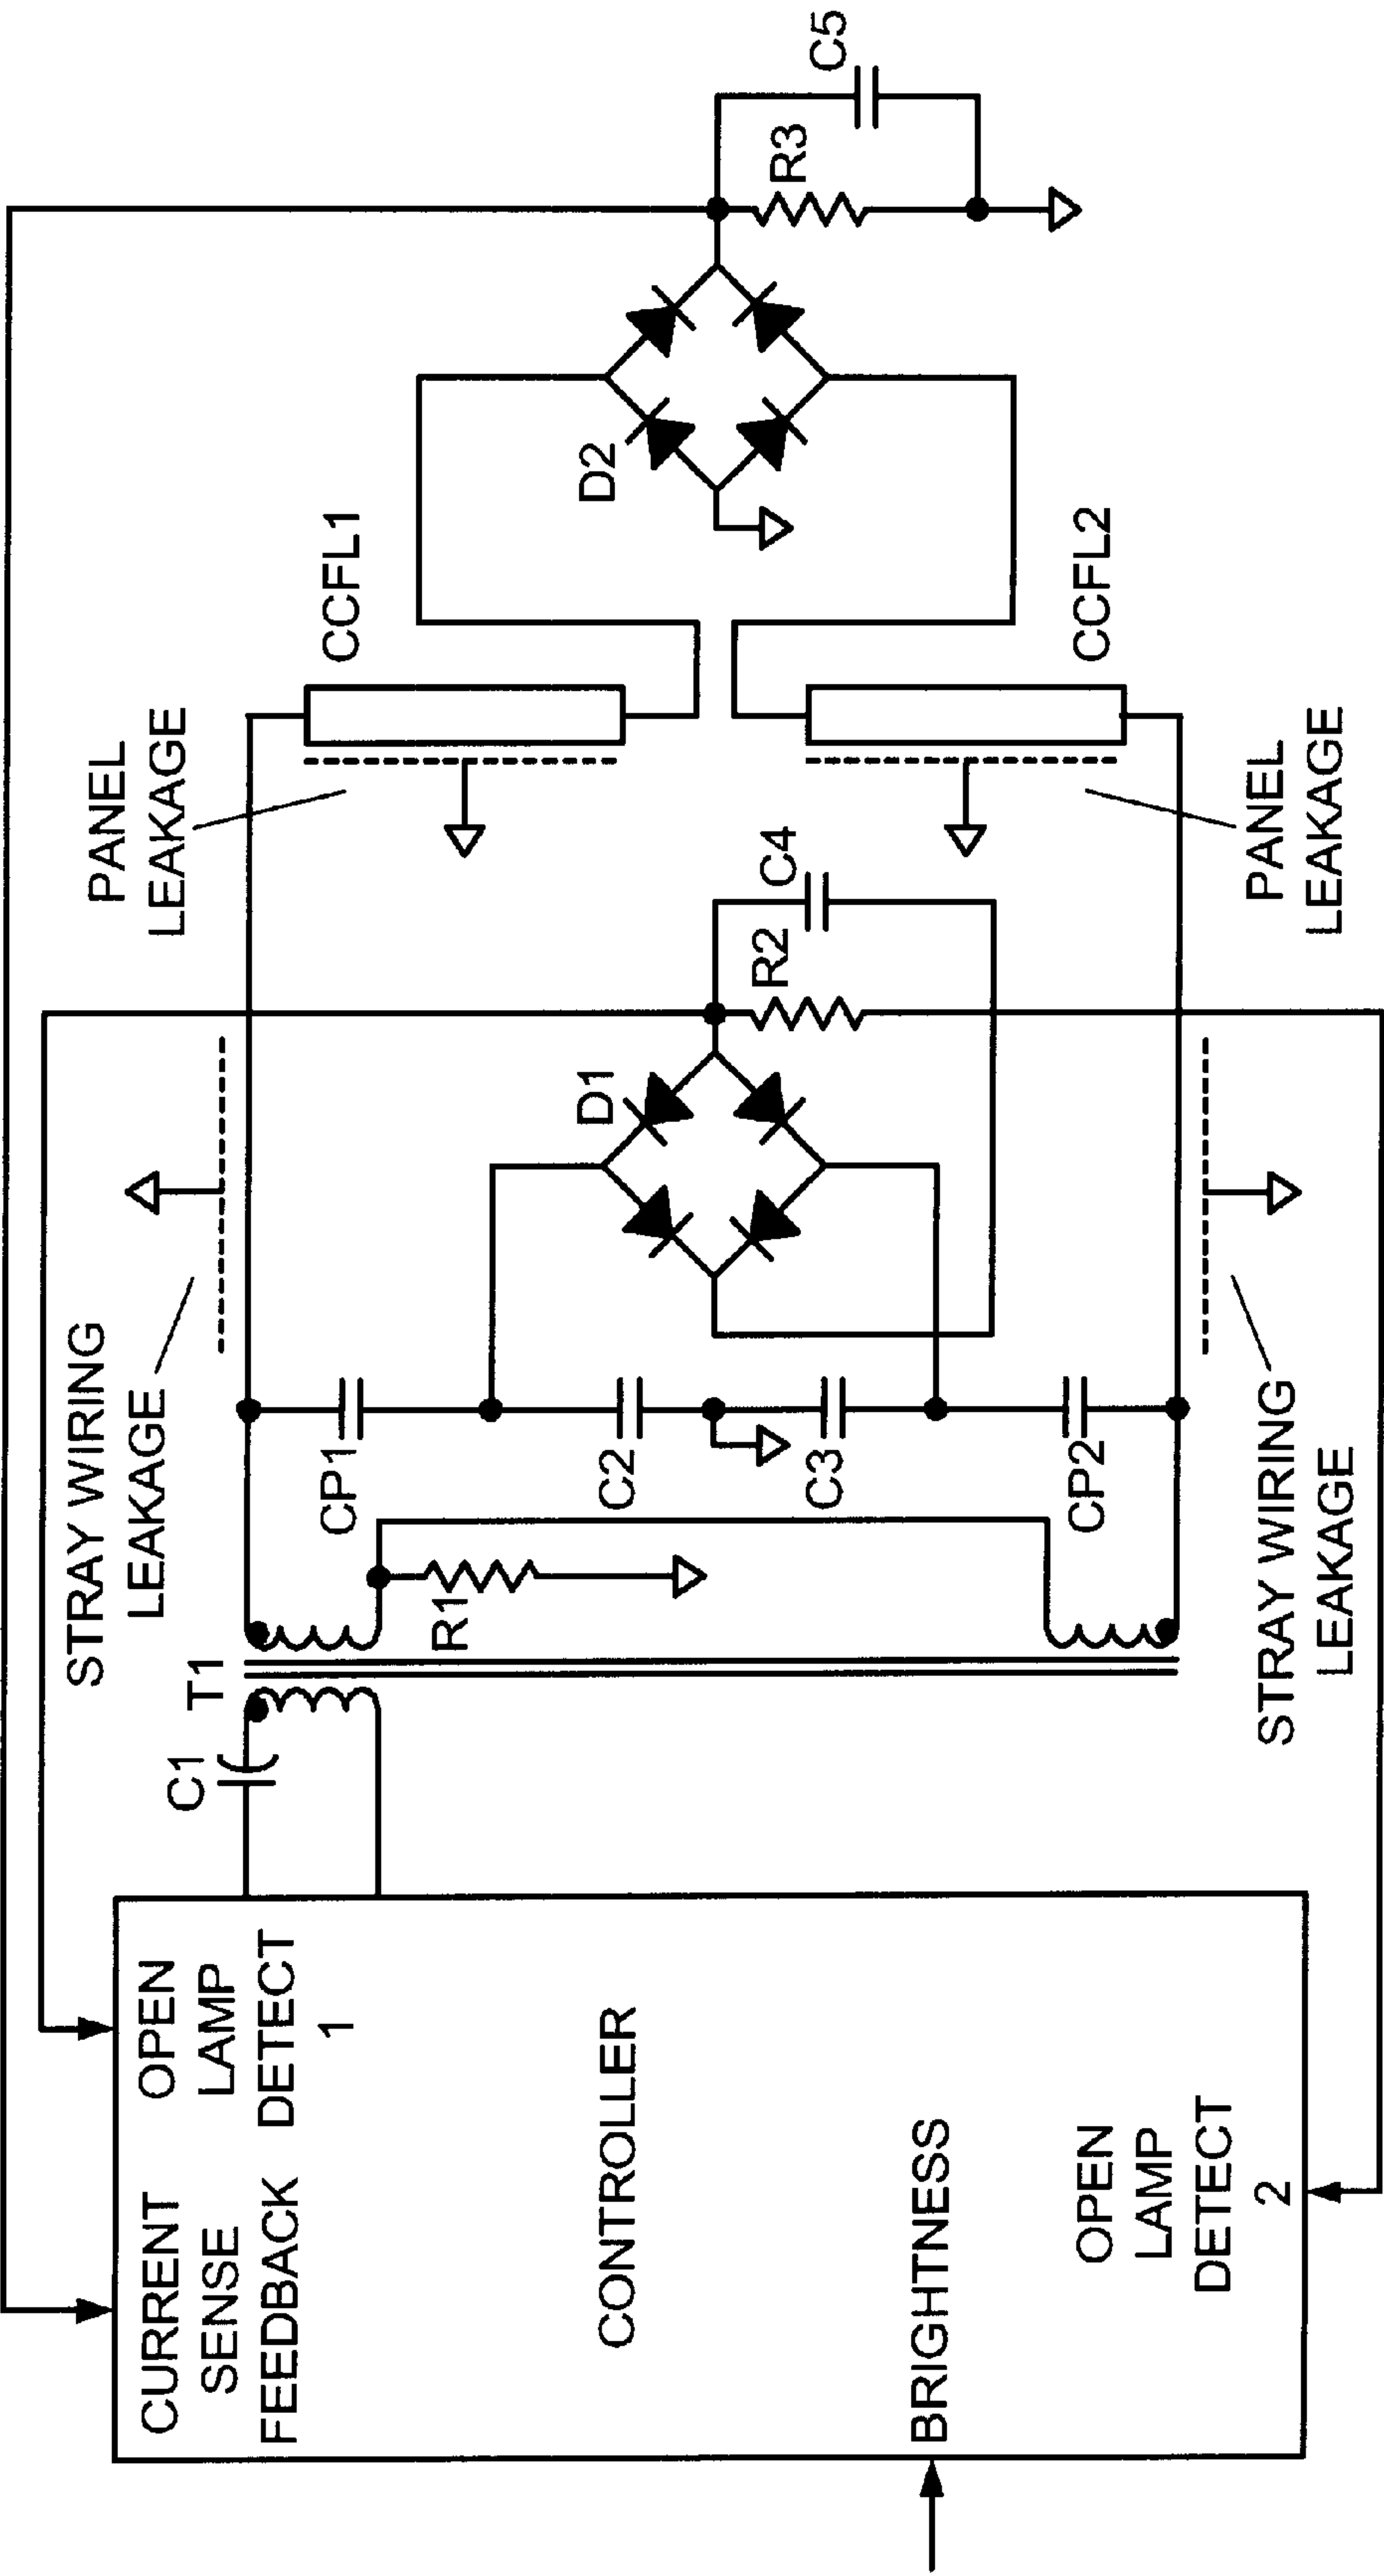 CURRENT
SENSE
FEEDBACK
OPEN
LAMP
DETECT
1
CONTROLLER
BRIGHTNESS
OPEN
LAMP
DETECT
2
C1
T1
R1
STRAY WIRING
LEAKAGE
CP1
C2
C3
CP2
STRAY WIRING
LEAKAGE
D1
R2
C4
PANEL
LEAKAGE
PANEL
LEAKAGE
CCFL1
CCFL2
D2
R3
C5